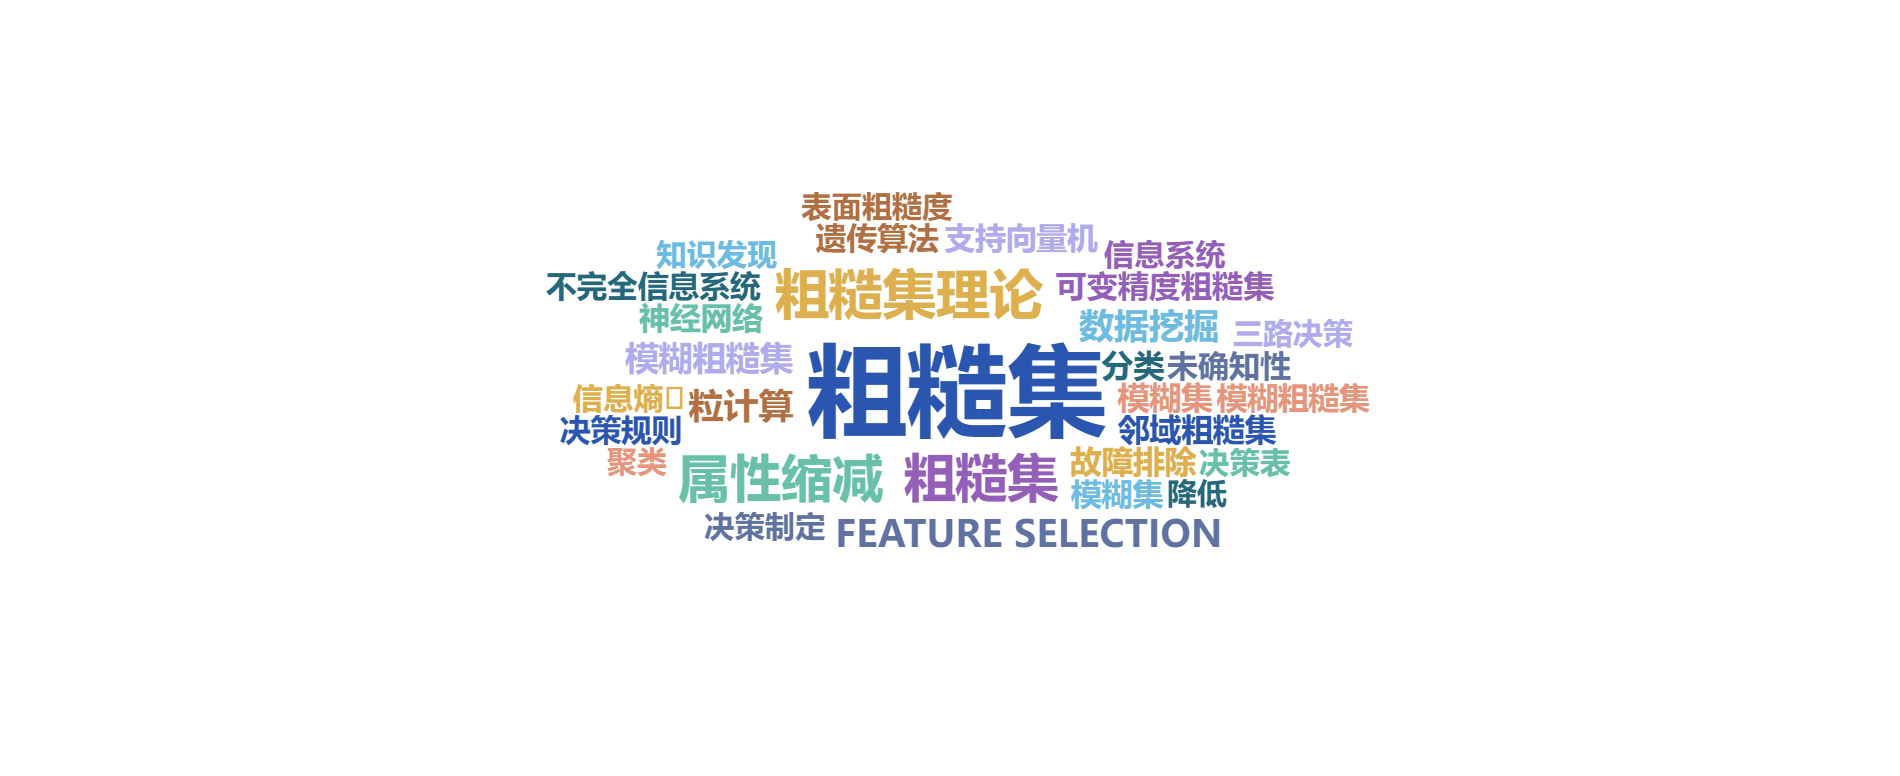 表面粗糙度
遗传算法 支持向量机
知识发现 信息系统
不完全信息系统 粗糙集理论 可变精度粗糙集
神经网络 数据挖掘 三路决策
模糊粗糙集 粗糙集 分类 未确知性
信息熵 粒计算 模糊集 模糊粗糙集
决策规则 邻域粗糙集
聚类 属性缩减 粗糙集 故障排除 决策表
模糊集 降低
决策制定 FEATURE SELECTION